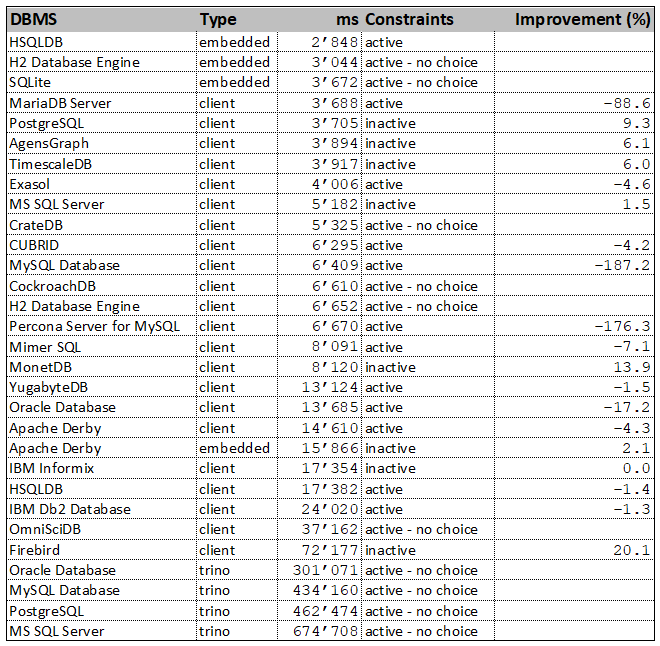 DBMS Type ms Constraints Improvement (%)
HSQLDB embedded 2’848 active
H2 Database Engine embedded 3’044 active - no choice
SQLite embedded 3’672 active - no choice
MariaDB Server client 3’688 active −88.6
PostgreSQL client 3’705 inactive 9.3
AgensGraph client 3’894 inactive 6.1
TimescaleDB client 3’917 inactive 6.0
Exasol client 4’006 active −4.6
MS SQL Server client 5’182 inactive 1.5
CrateDB client 5’325 active - no choice
CUBRID client 6’295 active −4.2
MySQL Database client 6’409 active −187.2
CockroachDB client 6’610 active - no choice
H2 Database Engine client 6’652 active - no choice
Percona Server for MySQL client 6’670 active −176.3
Mimer SQL client 8’091 active −7.1
MonetDB client 8’120 inactive 13.9
YugabyteDB client 13’124 active −1.5
Oracle Database client 13’685 active −17.2
Apache Derby client 14’610 active −4.3
Apache Derby embedded 15’866 inactive 2.1
IBM Informix client 17’354 inactive 0.0
HSQLDB client 17’382 active −1.4
IBM Db2 Database client 24’020 active −1.3
OmniSciDB client 37’162 active - no choice
Firebird client 72’177 inactive 20.1
Oracle Database trino 301’071 active - no choice
MySQL Database trino 434’160 active - no choice
PostgreSQL trino 462’474 active - no choice
MS SQL Server trino 674’708 active - no choice